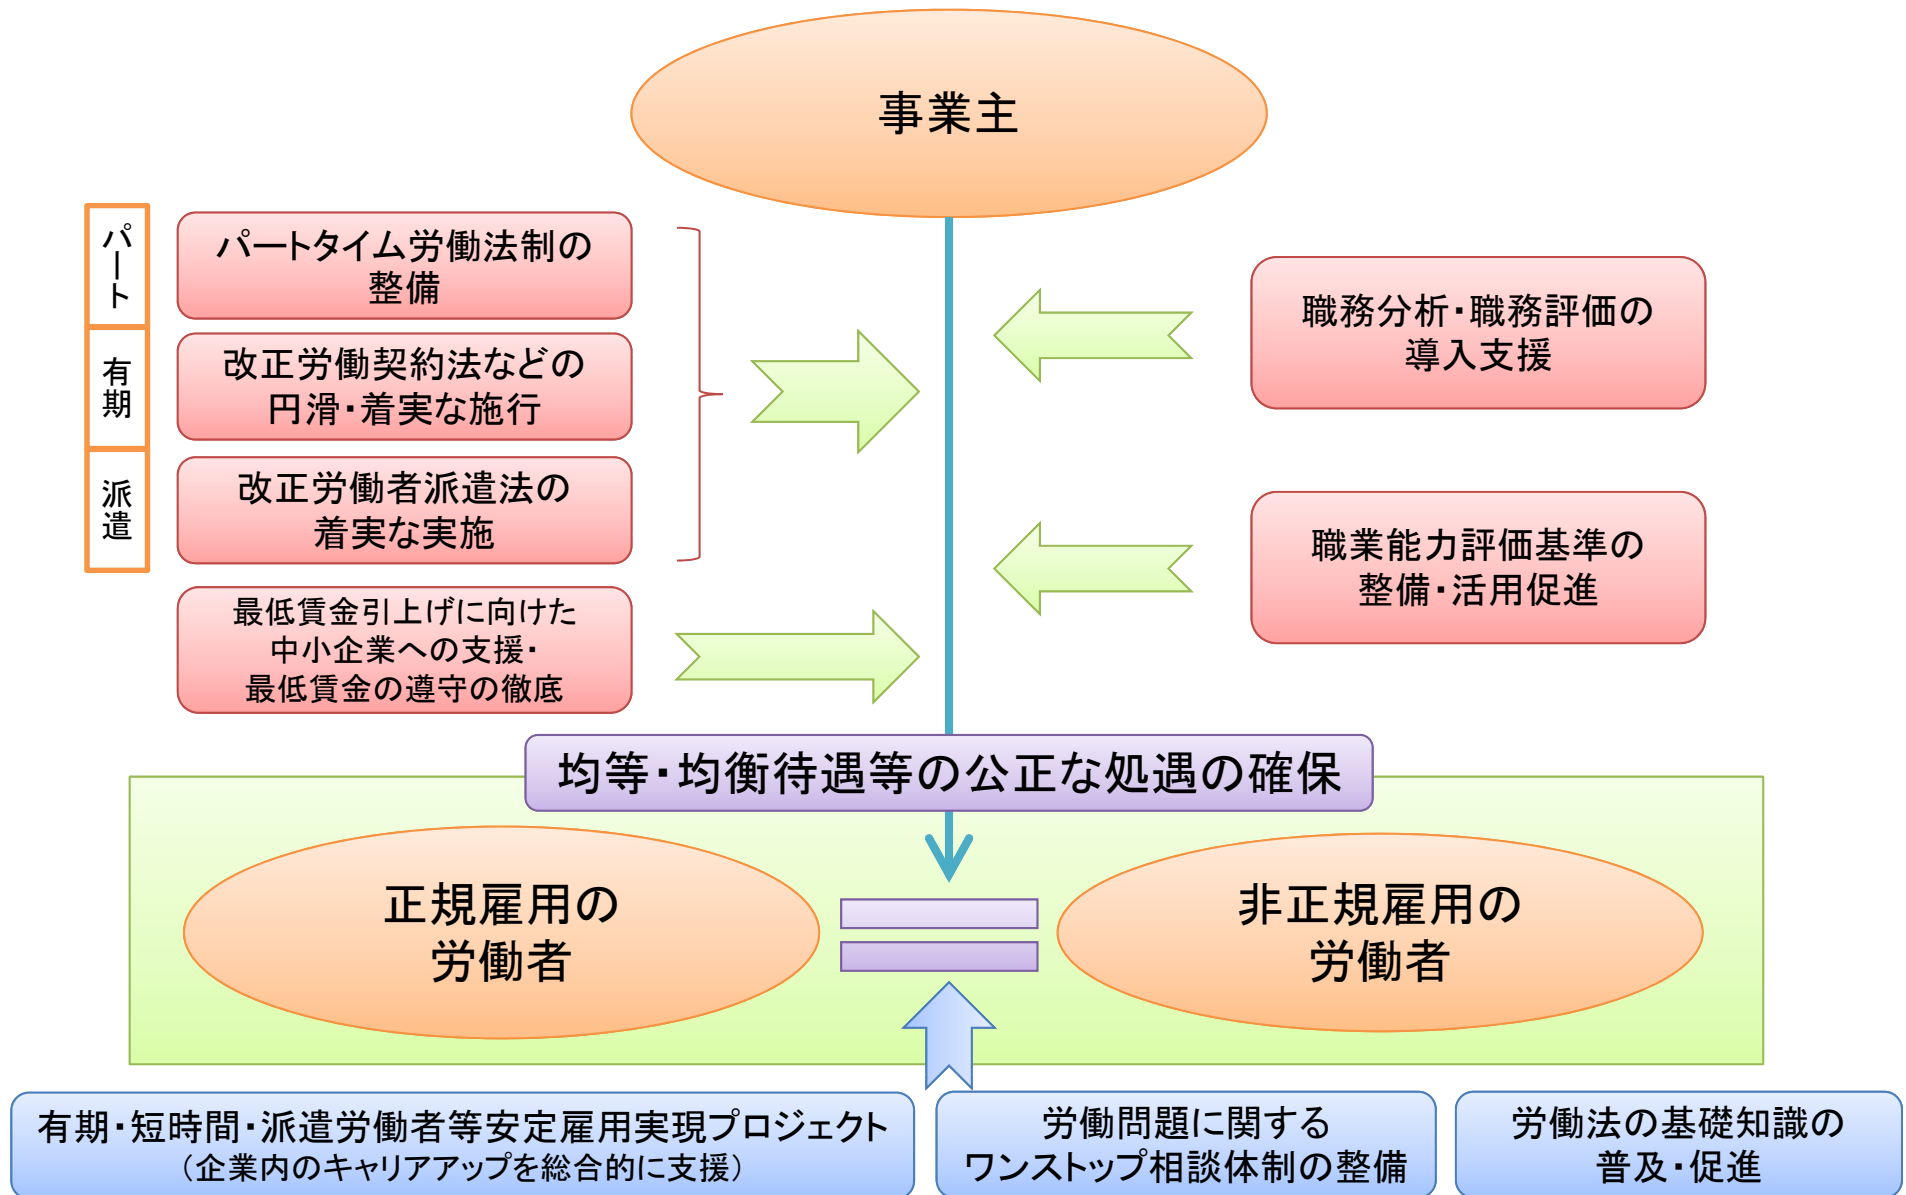 事業主
パート
パートタイム労働法制の
整備
有期
改正労働契約法などの
円滑・着実な施行
派遣
改正労働者派遣法の
着実な実施
最低賃金引上げに向けた
中小企業への支援・
最低賃金の遵守の徹底
職務分析・職務評価の
導入支援
職業能力評価基準の
整備・活用促進
均等・均衡待遇等の公正な処遇の確保
正規雇用の
労働者
非正規雇用の
労働者
有期・短時間・派遣労働者等安定雇用実現プロジェクト
（企業内のキャリアアップを総合的に支援）
労働問題に関する
ワンストップ相談体制の整備
労働法の基礎知識の
普及・促進